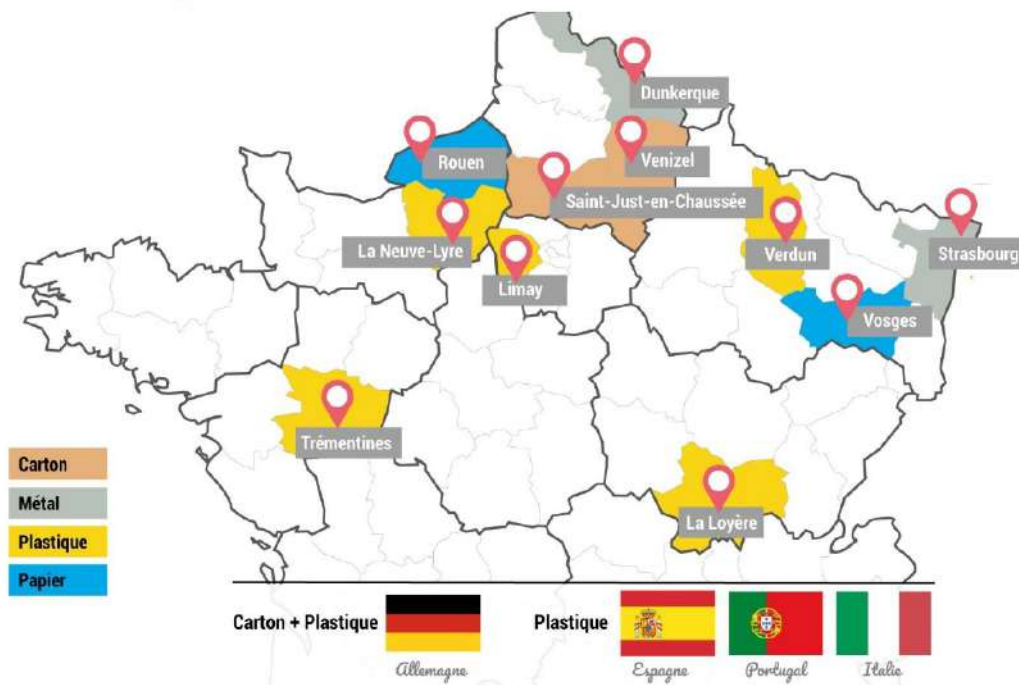 Dunkerque
Rouen
Venizel
Saint-Just-en-Chaussée
La Neuve-Lyre
Verdun
Strasbourg
Limay
Vosges
Trémentines
La Loyère
Carton
Métal
Plastique
Papier
Carton + Plastique
Allemagne
Plastique
Espagne
Portugal
Italie